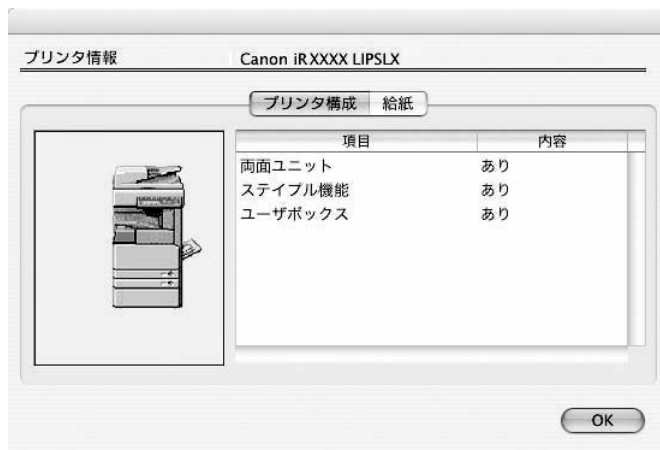 プリンタ情報 Canon iR XXXX LIPSLX
プリンタ構成 給紙
項目 内容
両面ユニット あり
ステイプル機能 あり
ユーザボックス あり
OK